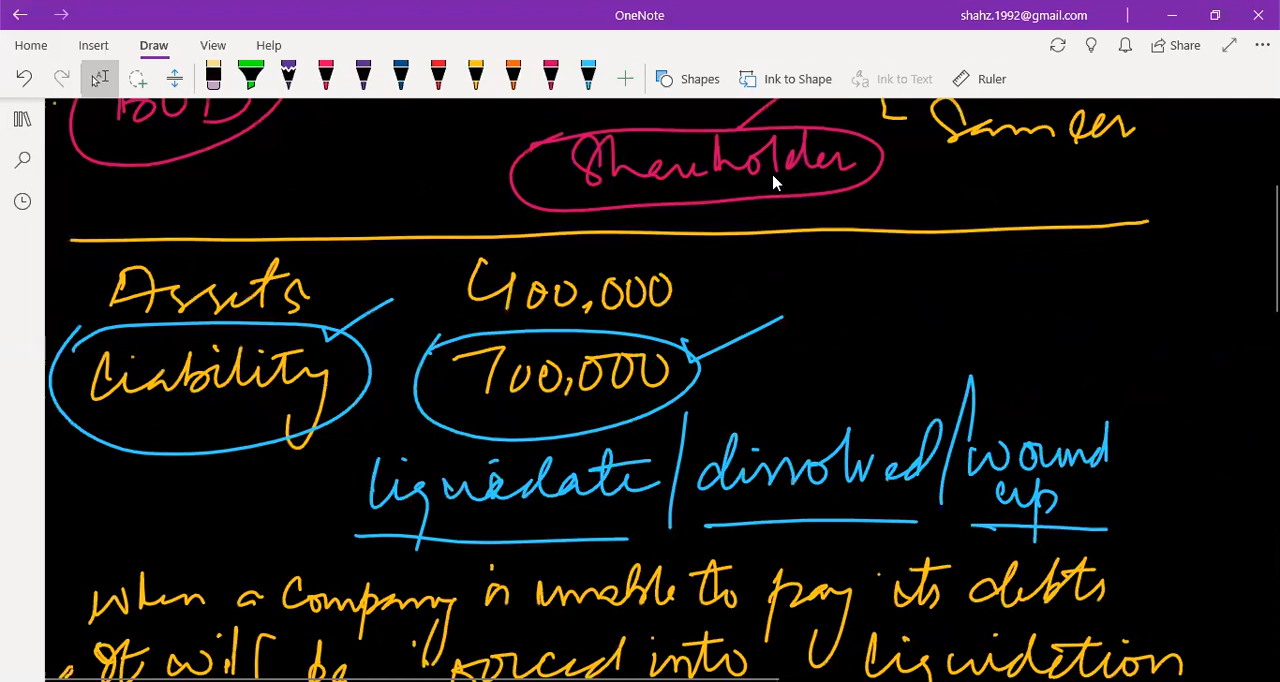 OneNote
shahz.1992@gmail.com
Home Insert Draw View Help
Share
Shapes Ink to Shape Ink to Text Ruler
BOD
Shareholder
Sameer
Assets 400,000
Liability 700,000
Liquidate / dissolved / wound up
When a company is unable to pay its debts
It will be forced into liquidation